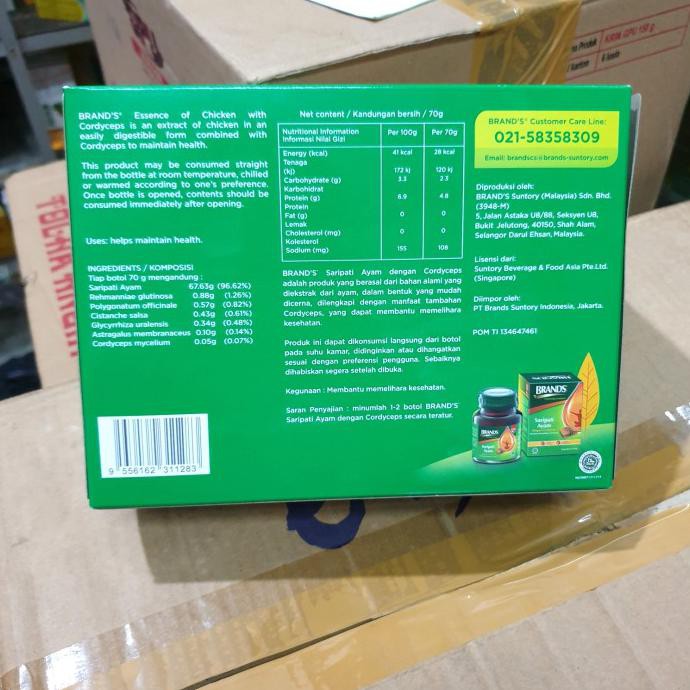 BRAND'S® Essence of Chicken with
Cordyceps is an extract of chicken in an
easily digestible form combined with
Cordyceps to maintain health.
This product may be consumed straight
from the bottle at room temperature, chilled
or warmed according to one's preference.
Once bottle is opened, contents should be
consumed immediately after opening.
Uses: helps maintain health.
INGREDIENTS / KOMPOSISI
Tiap botol 70 g mengandung :
Saripati Ayam 67.63g (96.62%)
Rehmanniae glutinosa 0.88g (1.26%)
Polygonatum officinale 0.57g (0.82%)
Cistanche salsa 0.43g (0.61%)
Glycyrrhiza uralensis 0.34g (0.48%)
Astragalus membranaceus 0.10g (0.14%)
Cordyceps mycelium 0.05g (0.07%)
9 556162 311283
Net content / Kandungan bersih / 70g
Nutritional Information Per 100g Per 70g
Informasi Nilai Gizi
Energy (kcal) 41 kcal 28 kcal
Tenaga
(kj) 172 kj 120 kj
Carbohydrate (g) 3.3 2.3
Karbohidrat
Protein (g) 6.9 4.8
Protein
Fat (g) 0 0
Lemak
Cholesterol (mg) 0 0
Kolesterol
Sodium (mg) 155 108
BRAND'S® Saripati Ayam dengan Cordyceps
adalah produk yang berasal dari bahan alami yang
diekstrak dari ayam, dalam bentuk yang mudah
dicerna, dilengkapi dengan manfaat tambahan
Cordyceps, yang dapat membantu memelihara
kesehatan.
Produk ini dapat dikonsumsi langsung dari botol
pada suhu kamar, didinginkan atau dihangatkan
sesuai dengan preferensi pengguna. Sebaiknya
dihabiskan segera setelah dibuka.
Kegunaan : Membantu memelihara kesehatan.
Saran Penyajian : minumlah 1-2 botol BRAND'S®
Saripati Ayam dengan Cordyceps secara teratur.
BRAND'S® Customer Care Line:
021-58358309
Email: brandscs@brands-suntory.com
Diproduksi oleh:
BRAND'S Suntory (Malaysia) Sdn. Bhd.
(3948-M)
5, Jalan Astaka U8/88, Seksyen U8,
Bukit Jelutong, 40150, Shah Alam,
Selangor Darul Ehsan, Malaysia.
Lisensi dari:
Suntory Beverage & Food Asia Pte.Ltd.
(Singapore)
Diimpor oleh:
PT Brands Suntory Indonesia, Jakarta.
POM TI 134647461
BRAND'S
Saripati
Ayam
BRAND'S
Saripati
Ayam